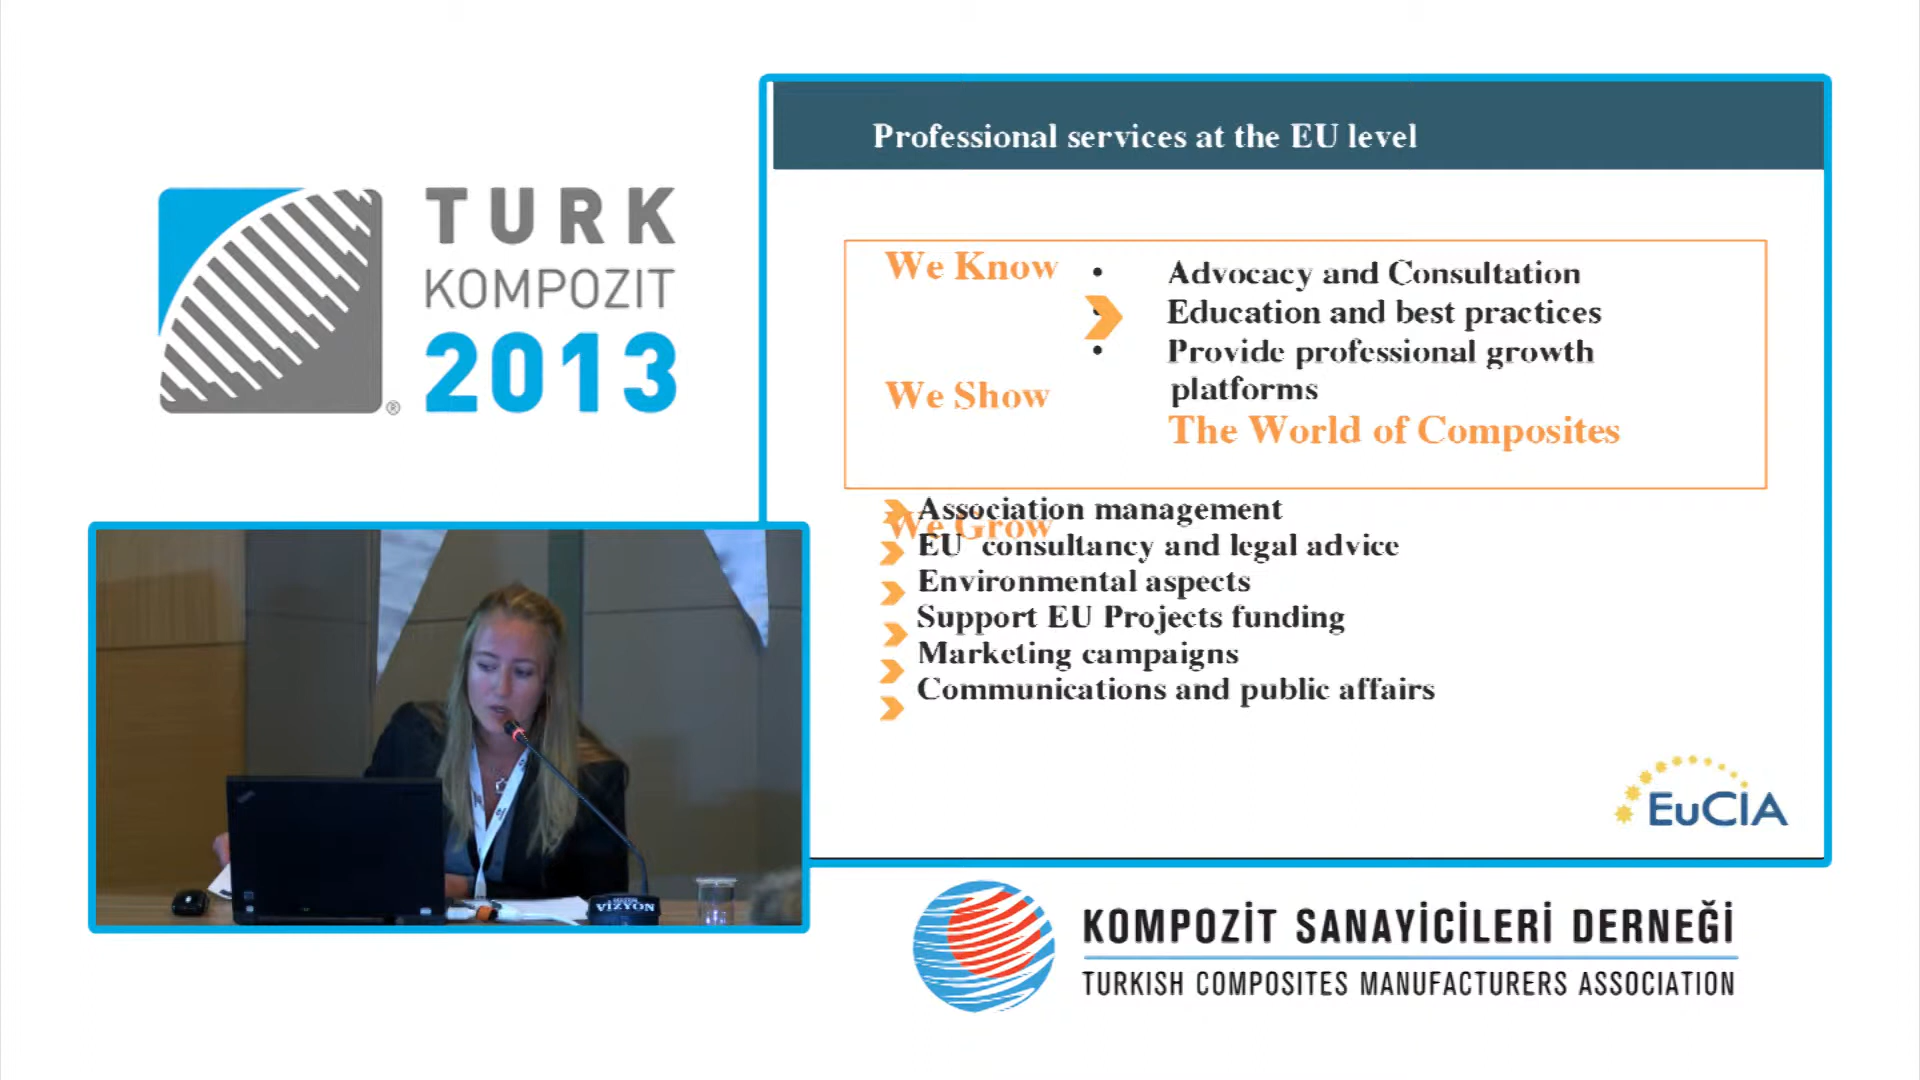 TURK
KOMPOZIT
2013
®
Professional services at the EU level
We Know
• Advocacy and Consultation
• Education and best practices
• Provide professional growth
platforms
We Show
The World of Composites
We Grow
Association management
EU consultancy and legal advice
Environmental aspects
Support EU Projects funding
Marketing campaigns
Communications and public affairs
EuCIA
VİZYON
KOMPOZİT SANAYİCİLERİ DERNEĞİ
TURKISH COMPOSITES MANUFACTURERS ASSOCIATION